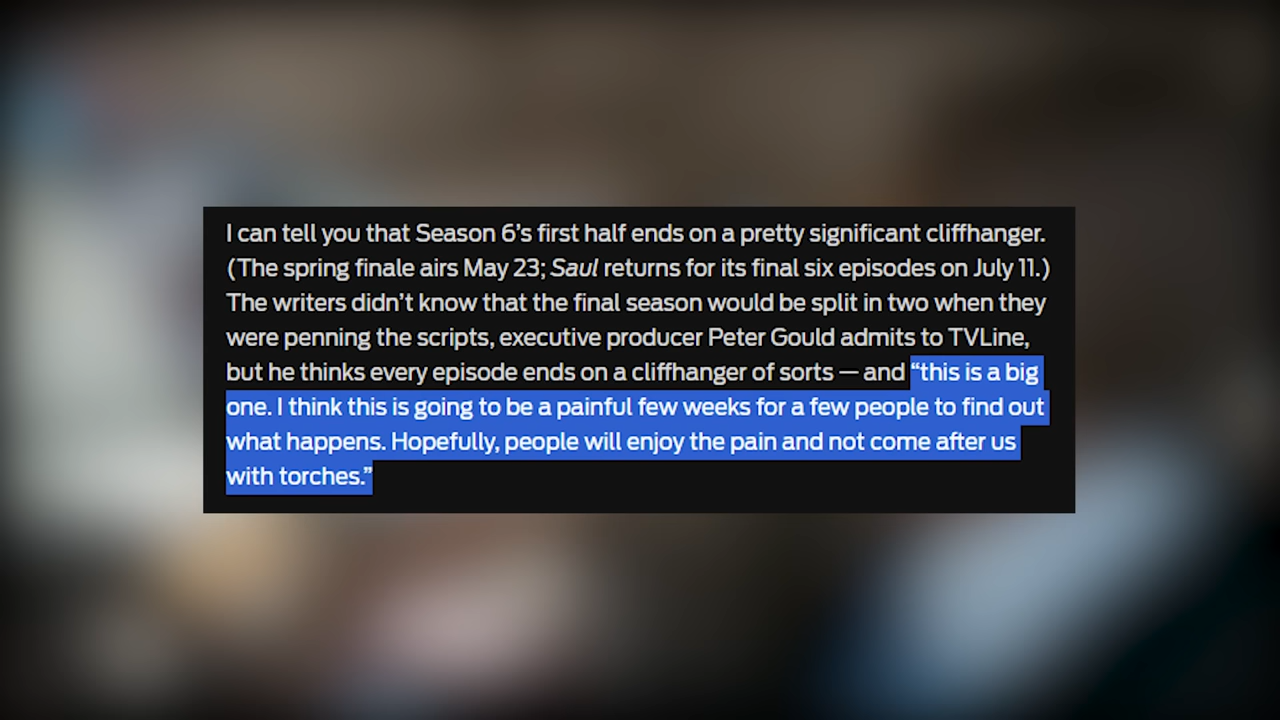 I can tell you that Season 6’s first half ends on a pretty significant cliffhanger.
(The spring finale airs May 23; Saul returns for its final six episodes on July 11.)
The writers didn’t know that the final season would be split in two when they
were penning the scripts, executive producer Peter Gould admits to TVLine,
but he thinks every episode ends on a cliffhanger of sorts — and “this is a big
one. I think this is going to be a painful few weeks for a few people to find out
what happens. Hopefully, people will enjoy the pain and not come after us
with torches.”